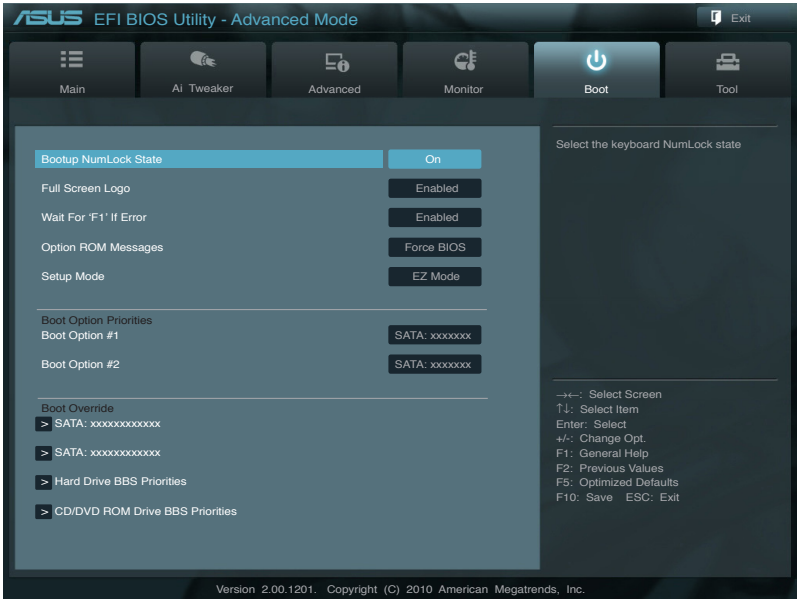 ASUS EFI BIOS Utility - Advanced Mode
Exit
Main
Ai Tweaker
Advanced
Monitor
Boot
Tool
Bootup NumLock State On
Full Screen Logo Enabled
Wait For ‘F1’ If Error Enabled
Option ROM Messages Force BIOS
Setup Mode EZ Mode
Boot Option Priorities
Boot Option #1 SATA: xxxxxxx
Boot Option #2 SATA: xxxxxxx
Boot Override
> SATA: xxxxxxxxxxxx
> SATA: xxxxxxxxxxxx
> Hard Drive BBS Priorities
> CD/DVD ROM Drive BBS Priorities
Select the keyboard NumLock state
→←: Select Screen
↑↓: Select Item
Enter: Select
+/-: Change Opt.
F1: General Help
F2: Previous Values
F5: Optimized Defaults
F10: Save ESC: Exit
Version 2.00.1201. Copyright (C) 2010 American Megatrends, Inc.